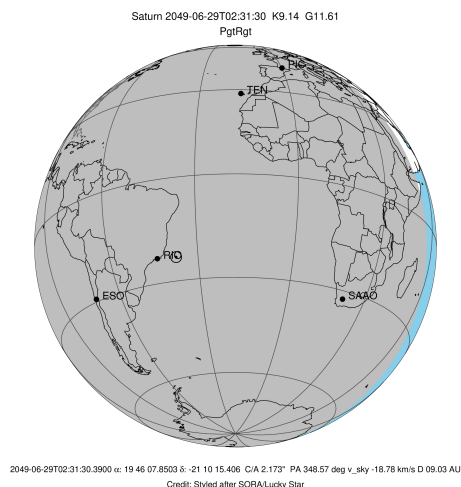 Saturn 2049-06-29T02:31:30 K9.14 G11.61
PgtRgt
PIC
TEN
RIO
ESO
SAAO
2049-06-29T02:31:30.3900 α: 19 46 07.8503 δ: -21 10 15.406 C/A 2.173" PA 348.57 deg v_sky -18.78 km/s D 09.03 AU
Credit: Styled after SORA/Lucky Star